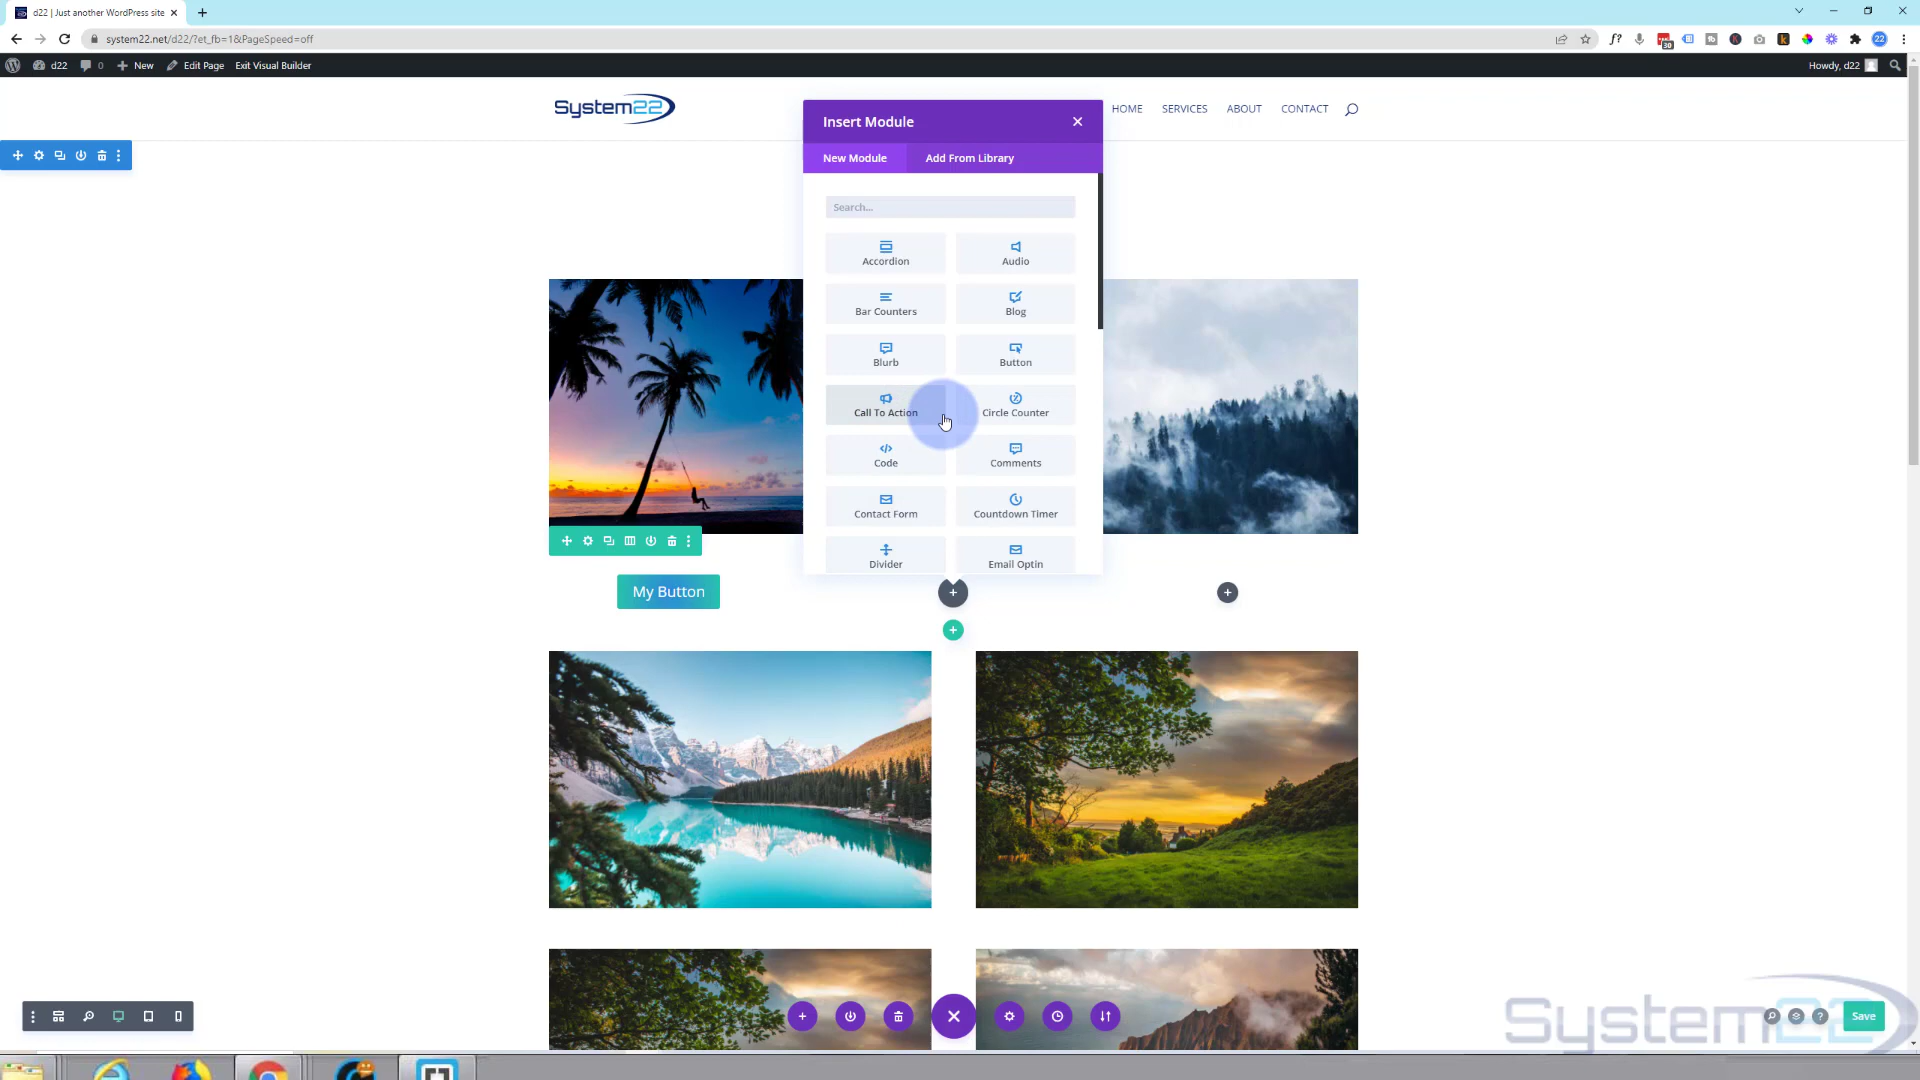 d22 | Just another WordPress site
system22.net/d22/?et_fb=1&PageSpeed=off
f?
30
22
d22
0
New
Edit Page
Exit Visual Builder
Howdy, d22
System22
HOME
SERVICES
ABOUT
CONTACT
Insert Module
New Module
Add From Library
Search...
Accordion
Audio
Bar Counters
Blog
Blurb
Button
Call To Action
Circle Counter
Code
Comments
Contact Form
Countdown Timer
Divider
Email Optin
My Button
System22
Save